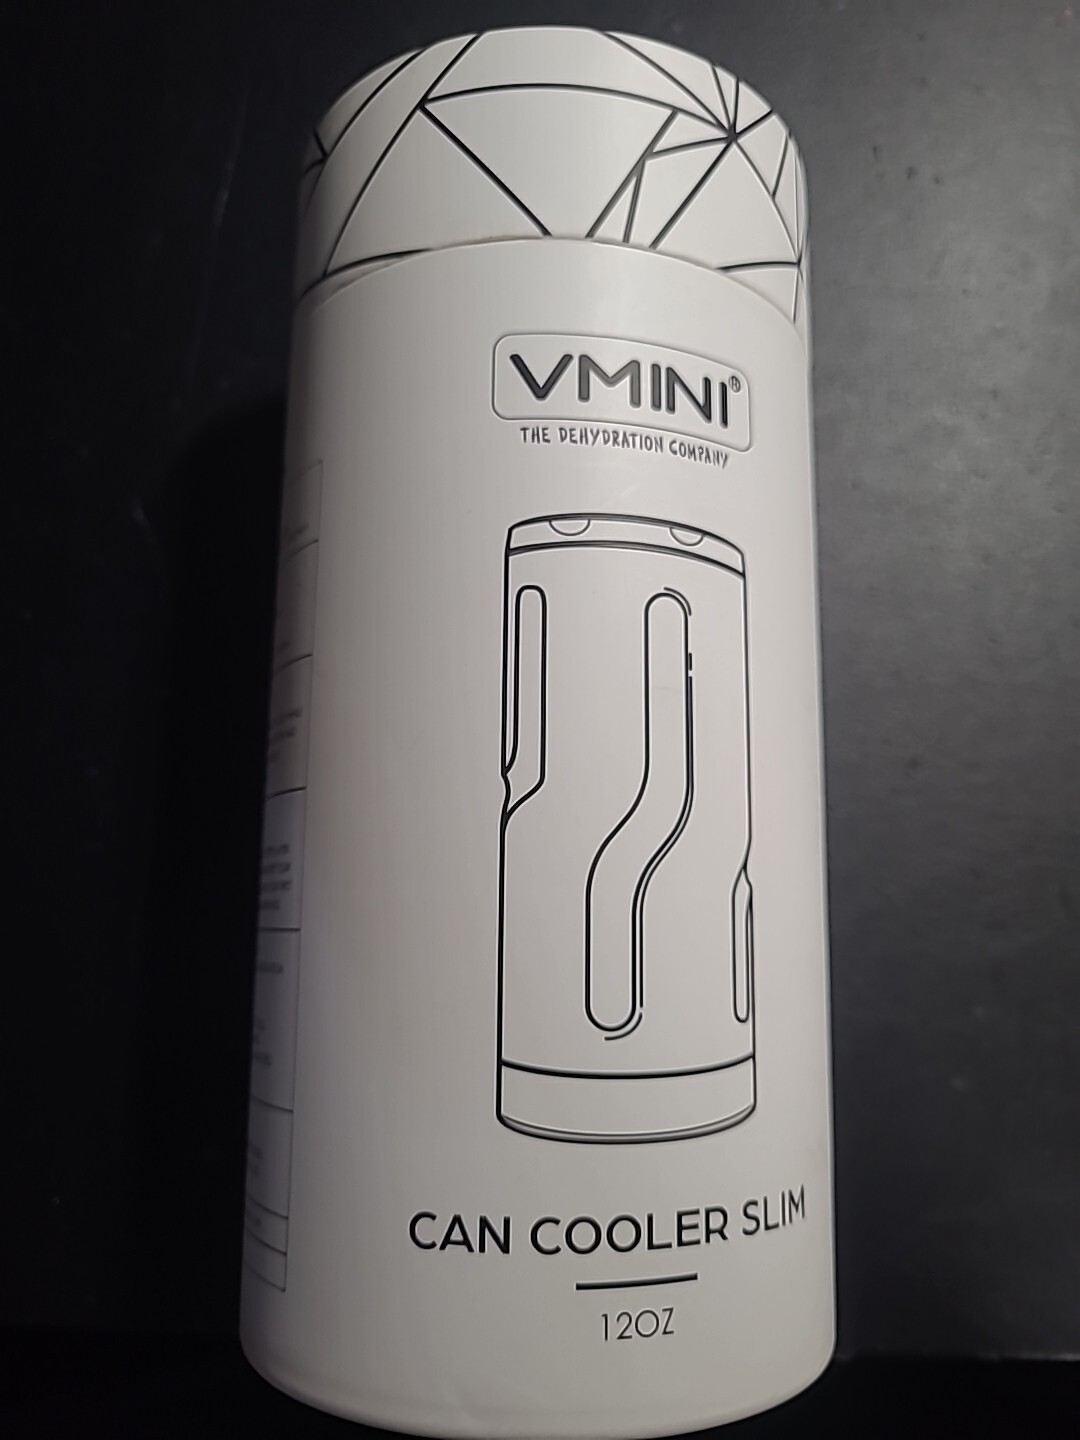 VMINI®
THE DEHYDRATION COMPANY
CAN COOLER SLIM
12OZ